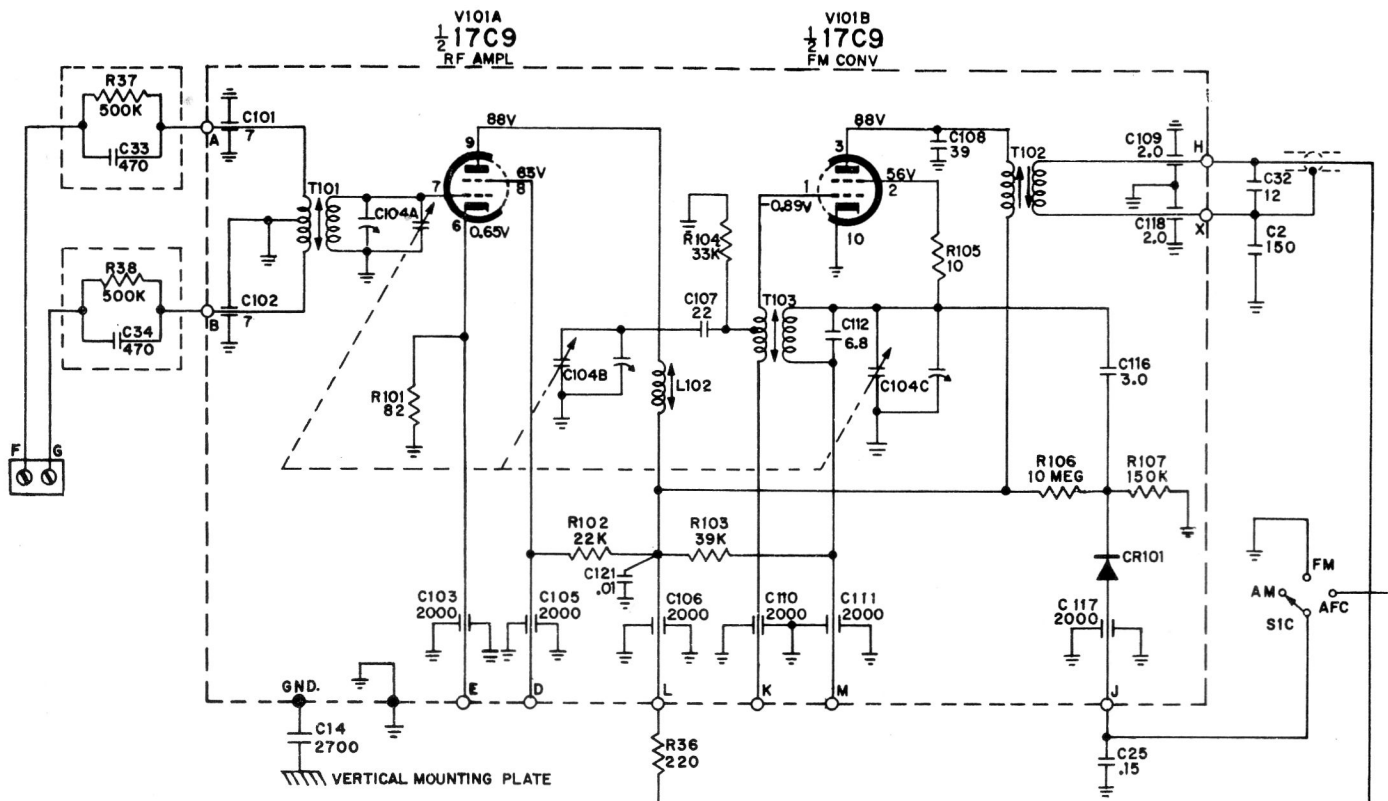 V101A
½ 17C9
RF AMPL
V101B
½ 17C9
FM CONV
R37
500K
C33
470
A
C101
7
R38
500K
C34
470
B
C102
7
F
G
T101
C104A
9
88V
7
63V
8
6
0.65V
R101
82
C104B
R104
33K
C107
22
L102
T103
3
88V
C108
39
1
-0.89V
56V
2
10
R105
10
C112
6.8
C104C
T102
C109
2.0
C118
2.0
H
X
C32
12
C2
150
C116
3.0
R106
10 MEG
R107
150K
R102
22K
R103
39K
C121
.01
CR101
C103
2000
C105
2000
C106
2000
C110
2000
C111
2000
C117
2000
FM
AM
AFC
S1C
GND.
E
D
L
K
M
J
C14
2700
VERTICAL MOUNTING PLATE
R36
220
C25
.15